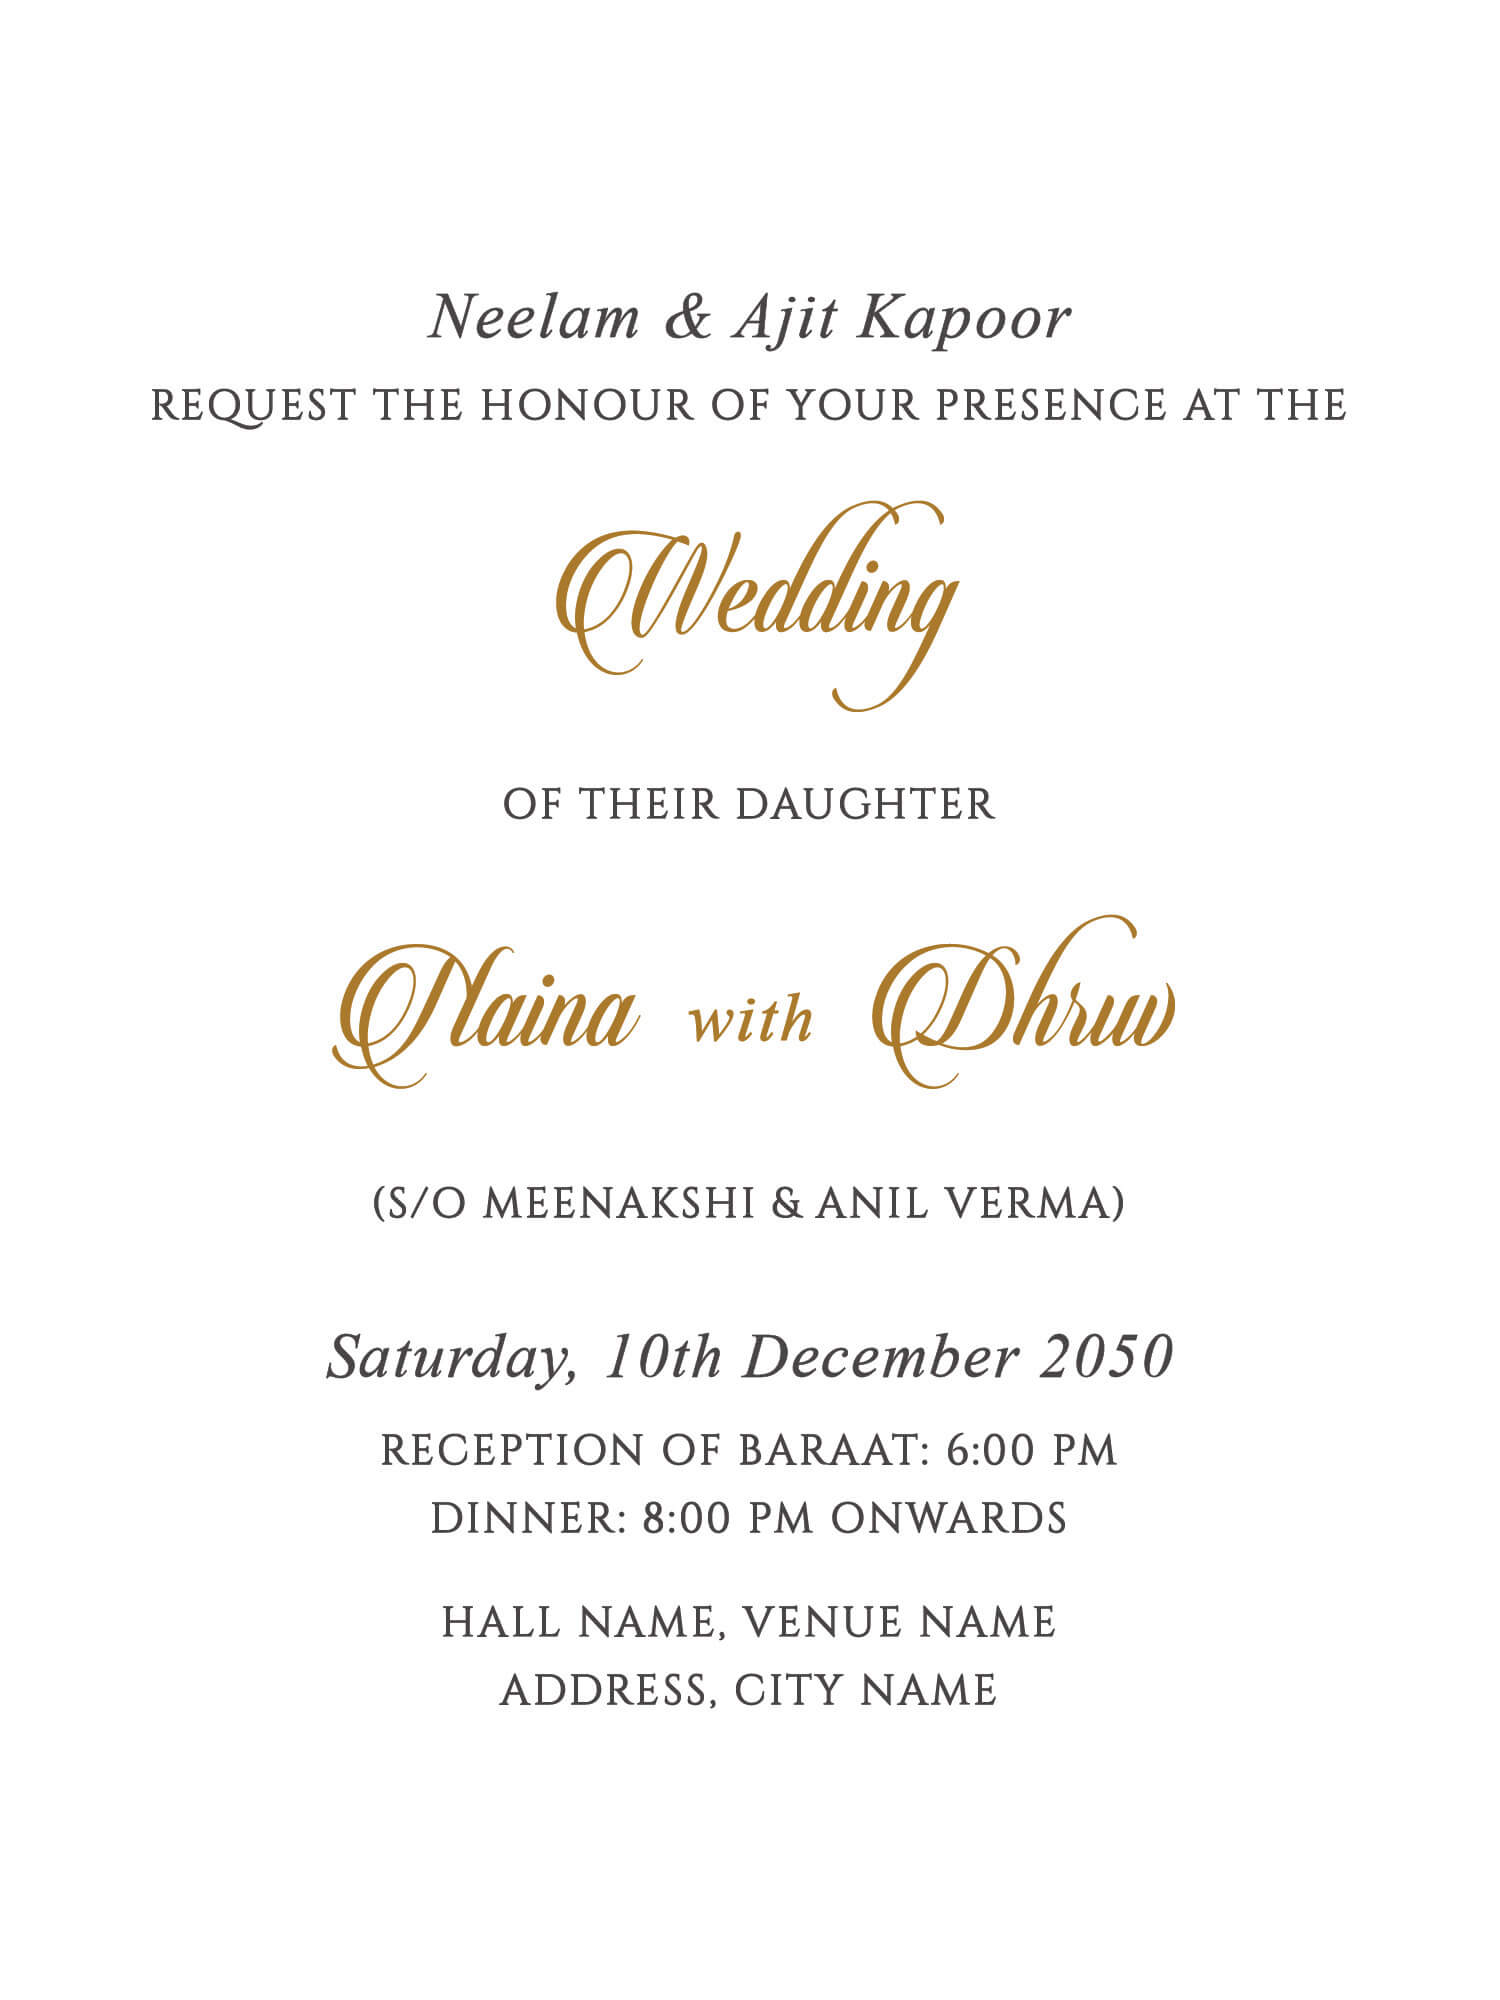 Neelam & Ajit Kapoor
REQUEST THE HONOUR OF YOUR PRESENCE AT THE
Wedding
OF THEIR DAUGHTER
Naina with Dhruv
(S/O MEENAKSHI & ANIL VERMA)
Saturday, 10th December 2050
RECEPTION OF BARAAT: 6:00 PM
DINNER: 8:00 PM ONWARDS
HALL NAME, VENUE NAME
ADDRESS, CITY NAME